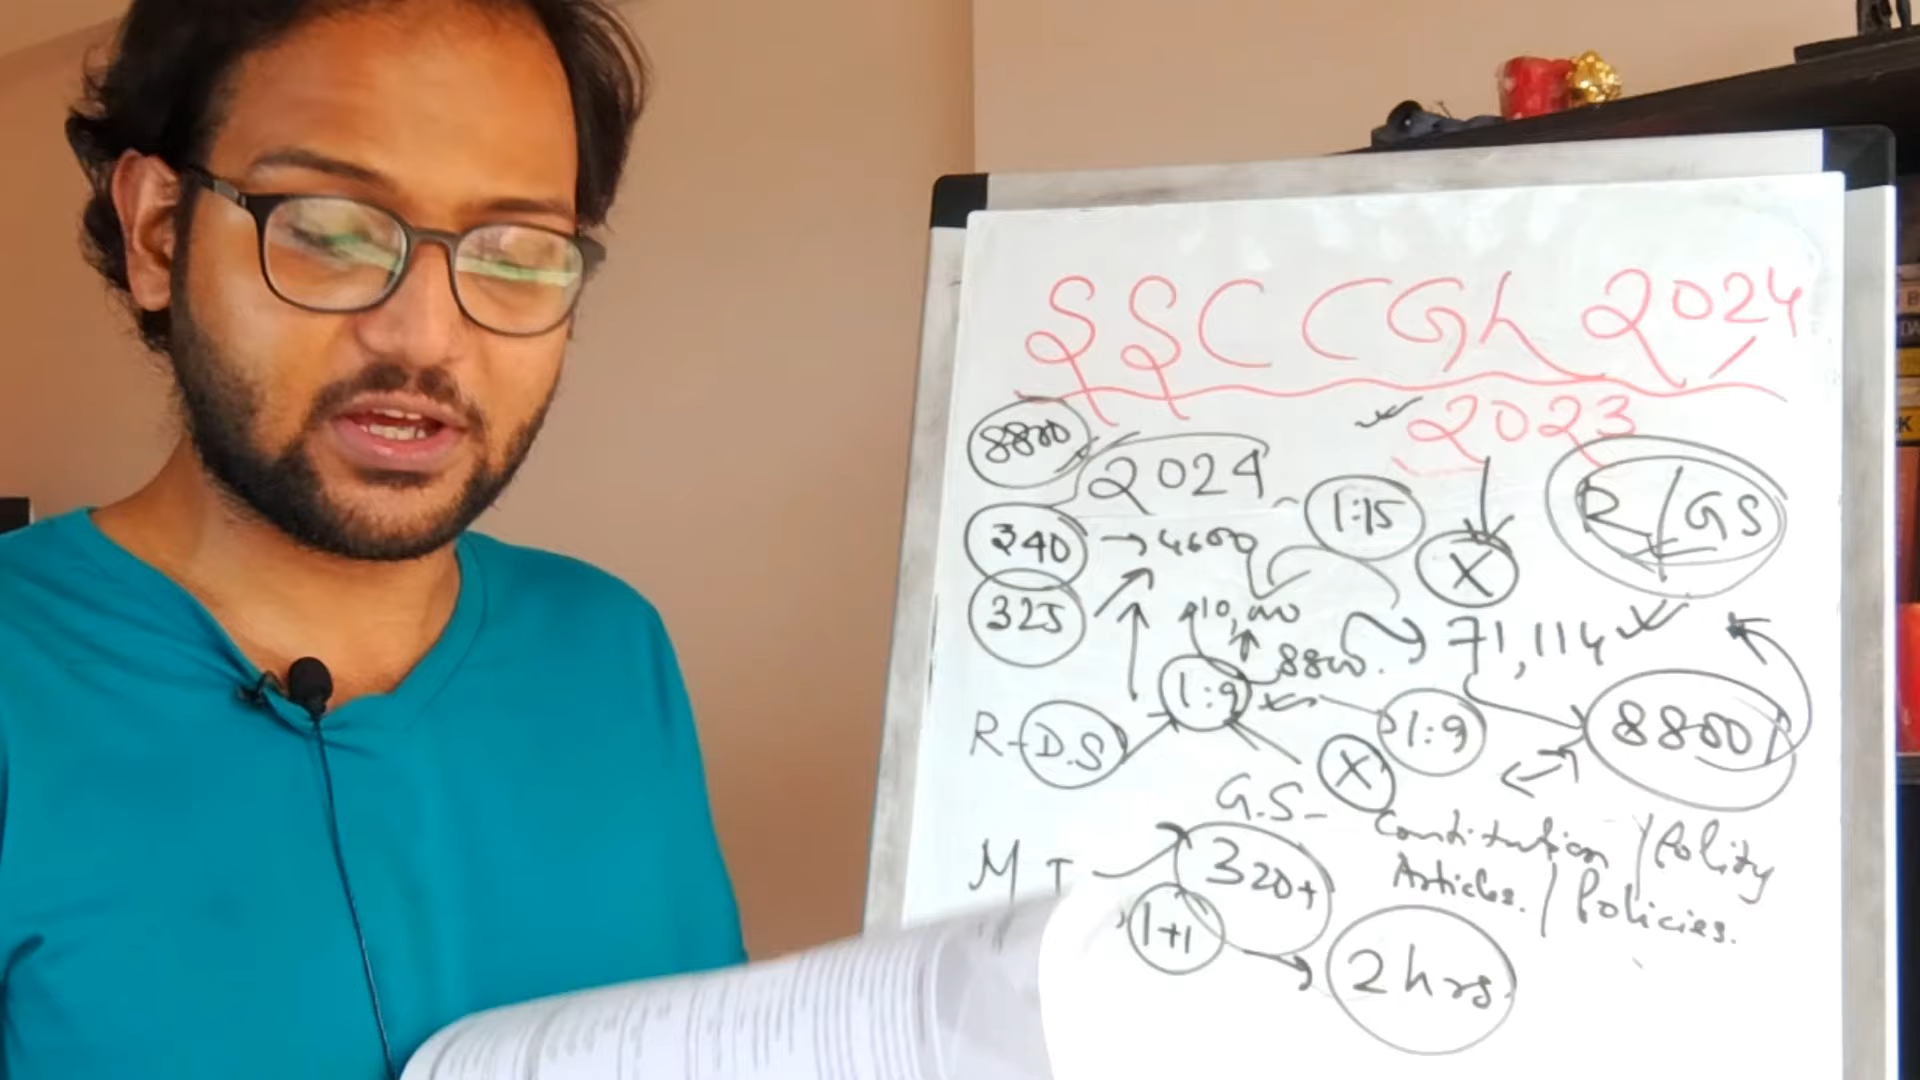 SSC CGL 2024
2023
8800
2024
1:15
R/GS
340 → 4600
X
325
10,000
71,114
8800.
1:9
1:9
8800
R-D.S
X
G.S- Constitution / Polity
Articles. / Policies.
M T
320+
1+1
2 hrs.
K